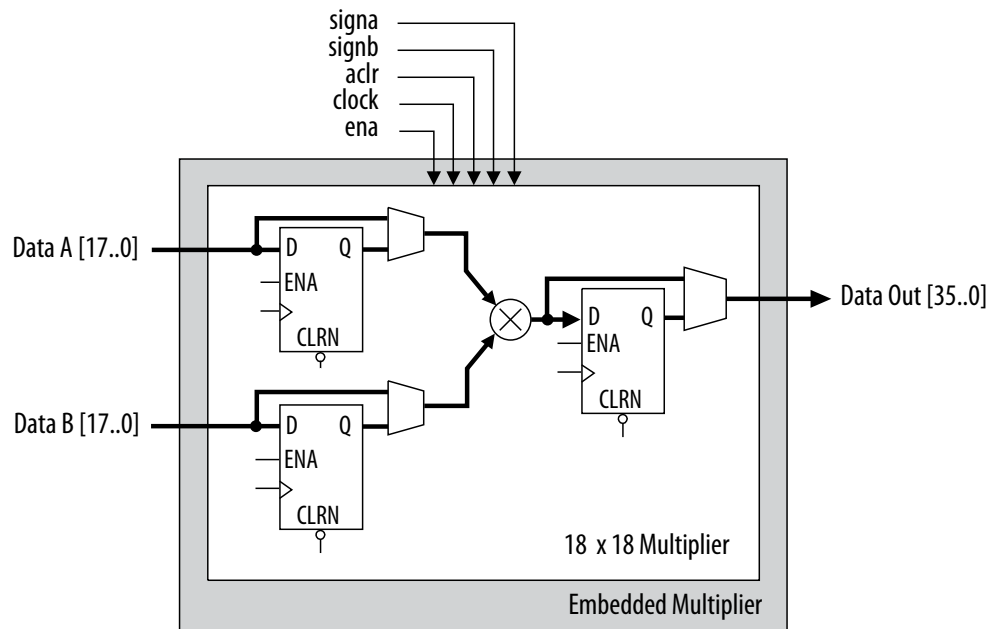 signa
signb
aclr
clock
ena
Data A [17..0]
D Q
ENA
CLRN
Data B [17..0]
D Q
ENA
CLRN
D Q
ENA
CLRN
Data Out [35..0]
18 x 18 Multiplier
Embedded Multiplier